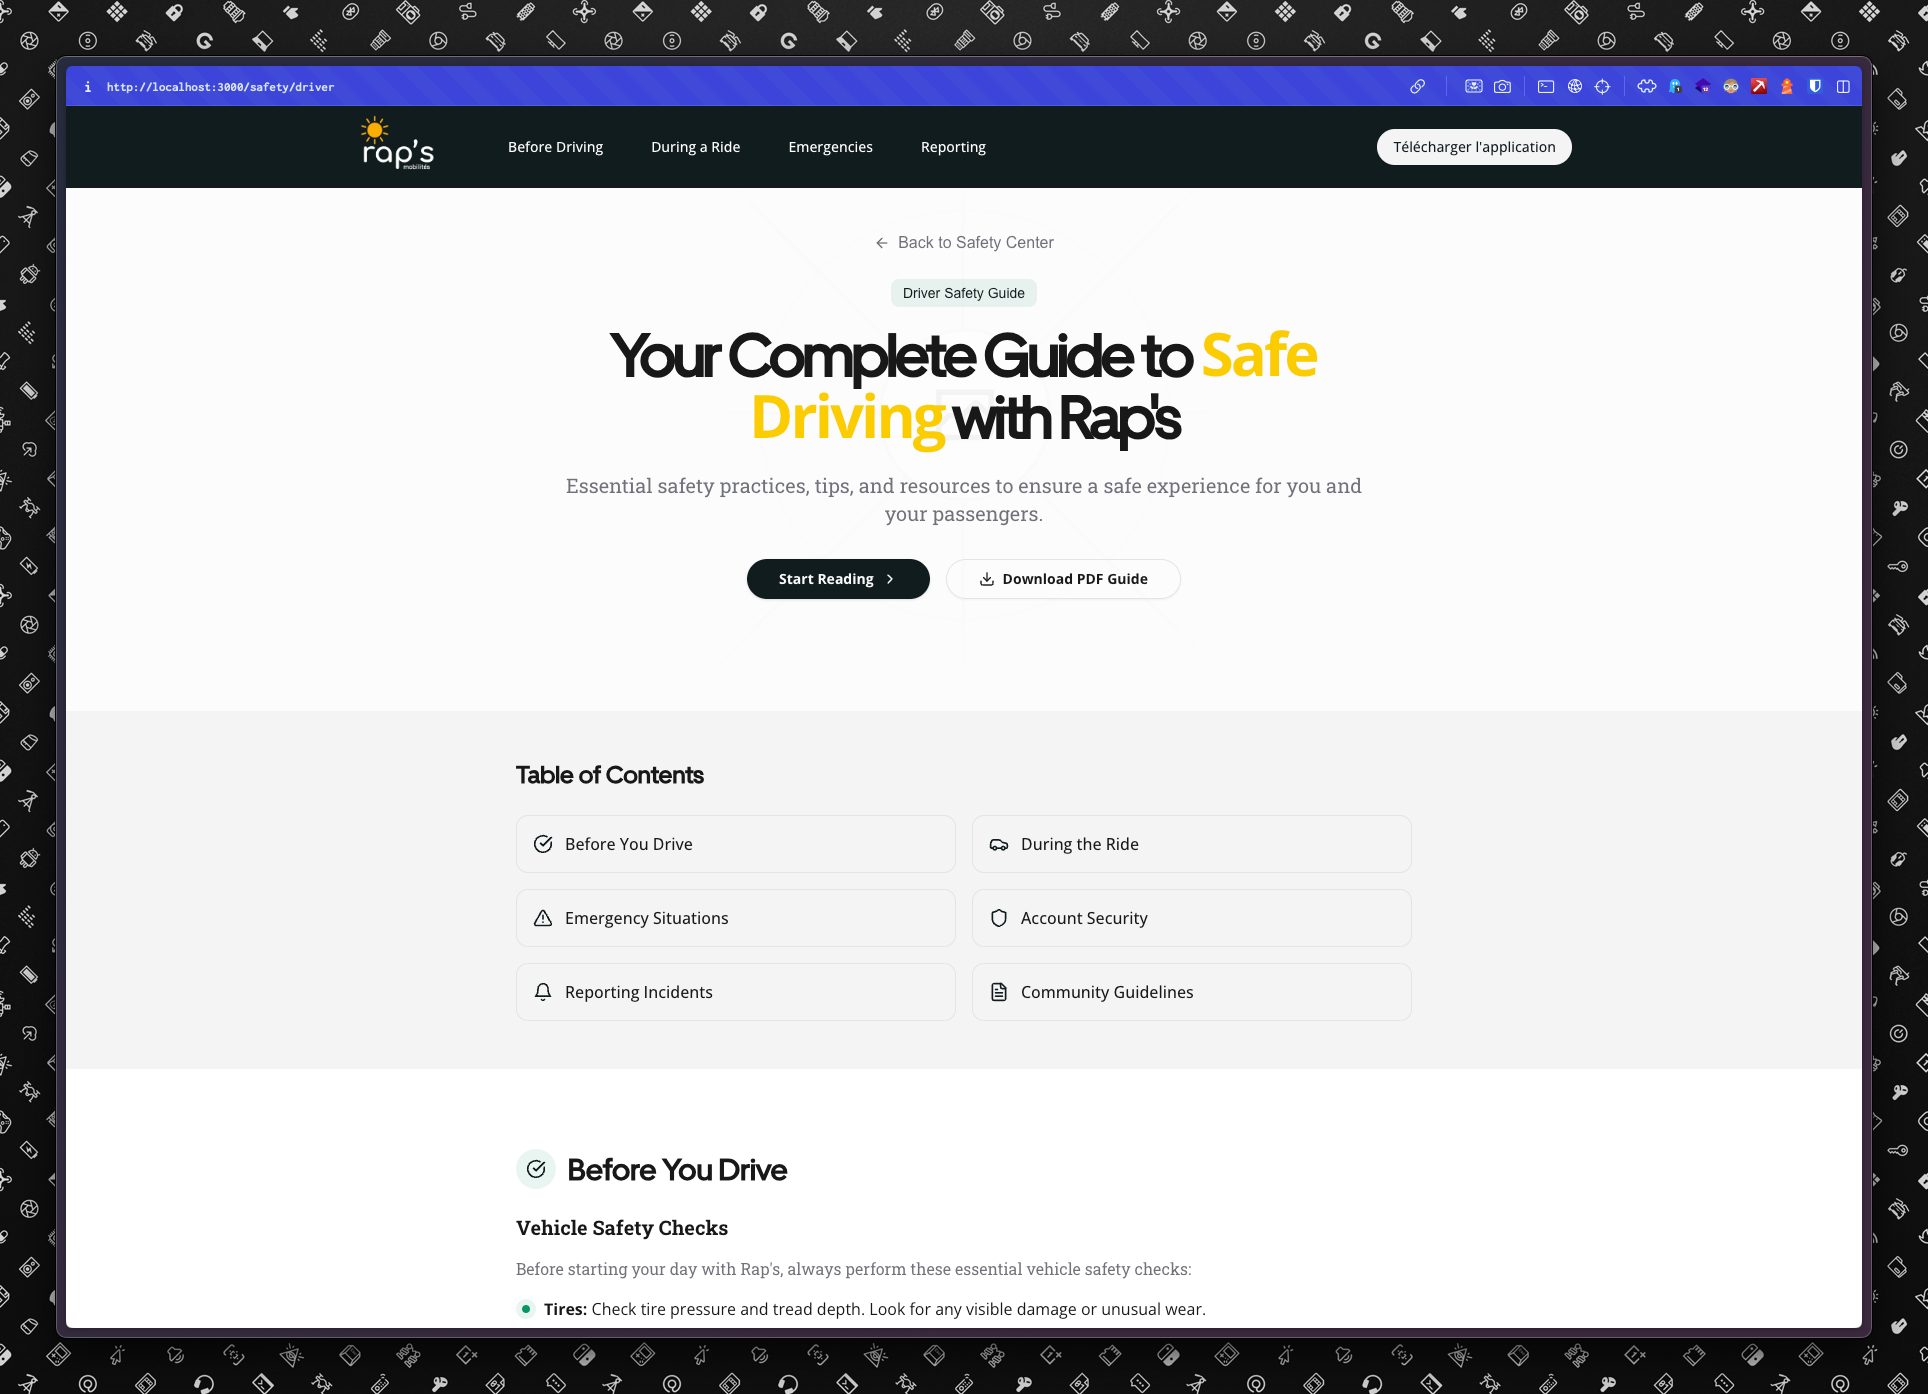 http://localhost:3000/safety/driver
rap's
mobilités
Before Driving
During a Ride
Emergencies
Reporting
Télécharger l'application
Back to Safety Center
Driver Safety Guide
Your Complete Guide to Safe
Driving with Rap's
Essential safety practices, tips, and resources to ensure a safe experience for you and
your passengers.
Start Reading
Download PDF Guide
Table of Contents
Before You Drive
During the Ride
Emergency Situations
Account Security
Reporting Incidents
Community Guidelines
Before You Drive
Vehicle Safety Checks
Before starting your day with Rap's, always perform these essential vehicle safety checks:
Tires: Check tire pressure and tread depth. Look for any visible damage or unusual wear.